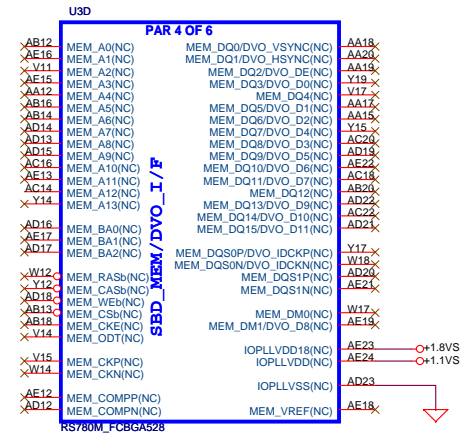 U3D
PAR 4 OF 6
AB12 MEM_A0(NC) MEM_DQ0/DVO_VSYNC(NC) AA18
AE16 MEM_A1(NC) MEM_DQ1/DVO_HSYNC(NC) AA20
V11 MEM_A2(NC) MEM_DQ2/DVO_DE(NC) AA19
AE15 MEM_A3(NC) MEM_DQ3/DVO_D0(NC) Y19
AA12 MEM_A4(NC) MEM_DQ4(NC) V17
AB16 MEM_A5(NC) MEM_DQ5/DVO_D1(NC) AA17
AB14 MEM_A6(NC) MEM_DQ6/DVO_D2(NC) AA15
AD14 MEM_A7(NC) MEM_DQ7/DVO_D4(NC) Y15
AD13 MEM_A8(NC) MEM_DQ8/DVO_D3(NC) AC20
AD15 MEM_A9(NC) MEM_DQ9/DVO_D5(NC) AD19
AC16 MEM_A10(NC) MEM_DQ10/DVO_D6(NC) AE22
AE13 MEM_A11(NC) MEM_DQ11/DVO_D7(NC) AC18
AC14 MEM_A12(NC) MEM_DQ12(NC) AB20
Y14 MEM_A13(NC) MEM_DQ13/DVO_D9(NC) AD22
MEM_DQ14/DVO_D10(NC) AC22
AD16 MEM_BA0(NC) MEM_DQ15/DVO_D11(NC) AD21
AE17 MEM_BA1(NC)
AD17 MEM_BA2(NC) MEM_DQS0P/DVO_IDCKP(NC) Y17
MEM_DQS0N/DVO_IDCKN(NC) W18
W12 MEM_RASb(NC) MEM_DQS1P(NC) AD20
Y12 MEM_CASb(NC) MEM_DQS1N(NC) AE21
AD18 MEM_WEb(NC)
AB13 MEM_CSb(NC) MEM_DM0(NC) W17
AB18 MEM_CKE(NC) MEM_DM1/DVO_D8(NC) AE19
V14 MEM_ODT(NC)
IOPLLVDD18(NC) AE23 +1.8VS
V15 MEM_CKP(NC) IOPLLVDD(NC) AE24 +1.1VS
W14 MEM_CKN(NC)
IOPLLVSS(NC) AD23
AE12 MEM_COMPP(NC)
AD12 MEM_COMPN(NC) MEM_VREF(NC) AE18
SBD_MEM/DVO_I/F
RS780M_FCBGA528